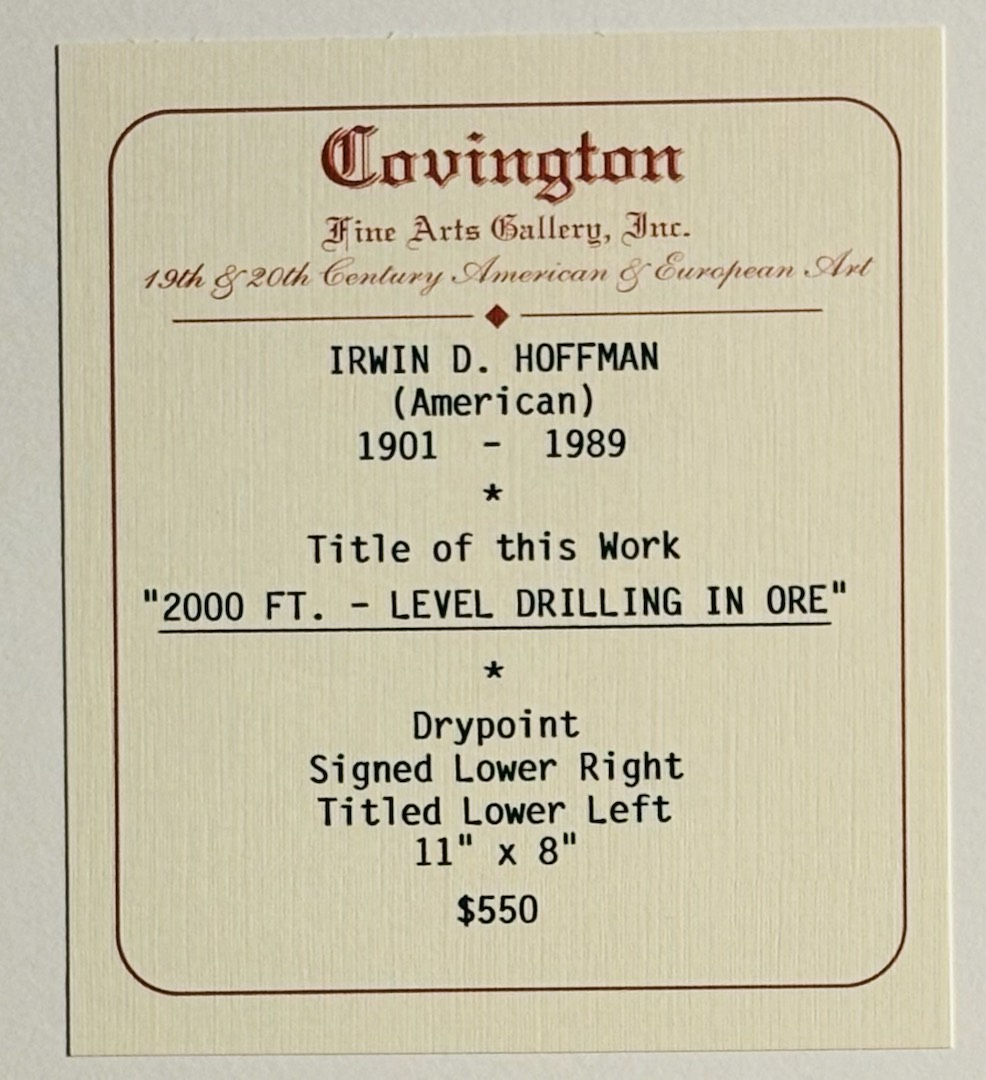 Covington
Fine Arts Gallery, Inc.
19th & 20th Century American & European Art
IRWIN D. HOFFMAN
(American)
1901 - 1989
*
Title of this Work
"2000 FT. - LEVEL DRILLING IN ORE"
*
Drypoint
Signed Lower Right
Titled Lower Left
11" x 8"
$550